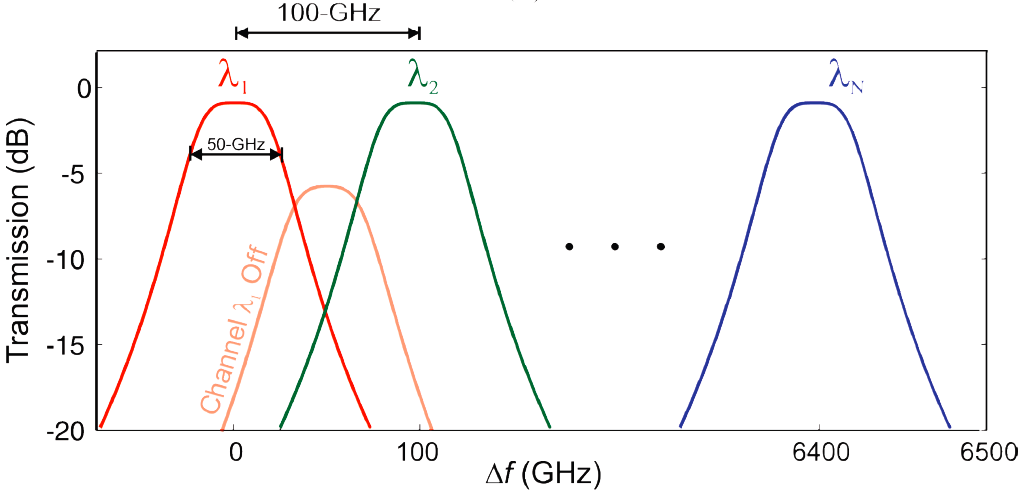 100-GHz
λ1
λ2
λN
0
50-GHz
-5
-10
-15
-20
Transmission (dB)
Channel λ1 Off
0
100
6400
6500
Δf (GHz)